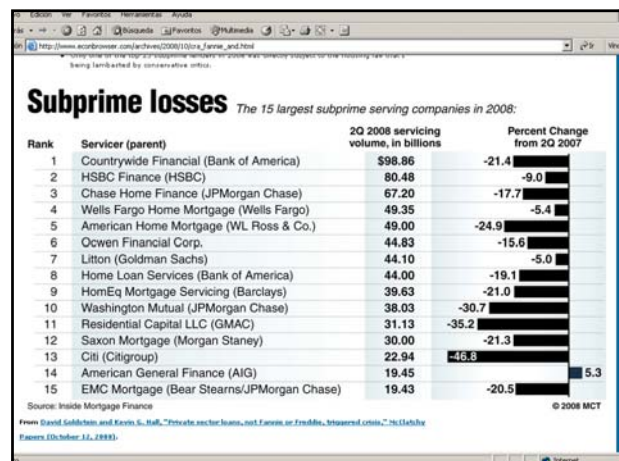 Edición Ver Favoritos Herramientas Ayuda
Búsqueda Favoritos Multimedia
http://www.econbrowser.com/archives/2008/10/cra_fannie_and.html Ir
being lambasted by conservative critics.
Subprime losses The 15 largest subprime serving companies in 2008:
Rank Servicer (parent) 2Q 2008 servicing volume, in billions Percent Change from 2Q 2007
1 Countrywide Financial (Bank of America) $98.86 -21.4
2 HSBC Finance (HSBC) 80.48 -9.0
3 Chase Home Finance (JPMorgan Chase) 67.20 -17.7
4 Wells Fargo Home Mortgage (Wells Fargo) 49.35 -5.4
5 American Home Mortgage (WL Ross & Co.) 49.00 -24.9
6 Ocwen Financial Corp. 44.83 -15.6
7 Litton (Goldman Sachs) 44.10 -5.0
8 Home Loan Services (Bank of America) 44.00 -19.1
9 HomEq Mortgage Servicing (Barclays) 39.63 -21.0
10 Washington Mutual (JPMorgan Chase) 38.03 -30.7
11 Residential Capital LLC (GMAC) 31.13 -35.2
12 Saxon Mortgage (Morgan Staney) 30.00 -21.3
13 Citi (Citigroup) 22.94 -46.8
14 American General Finance (AIG) 19.45 5.3
15 EMC Mortgage (Bear Stearns/JPMorgan Chase) 19.43 -20.5
Source: Inside Mortgage Finance © 2008 MCT
From David Goldstein and Kevin G. Hall, "Private sector loans, not Fannie or Freddie, triggered crisis," McClatchy
Papers (October 12, 2008).
Internet